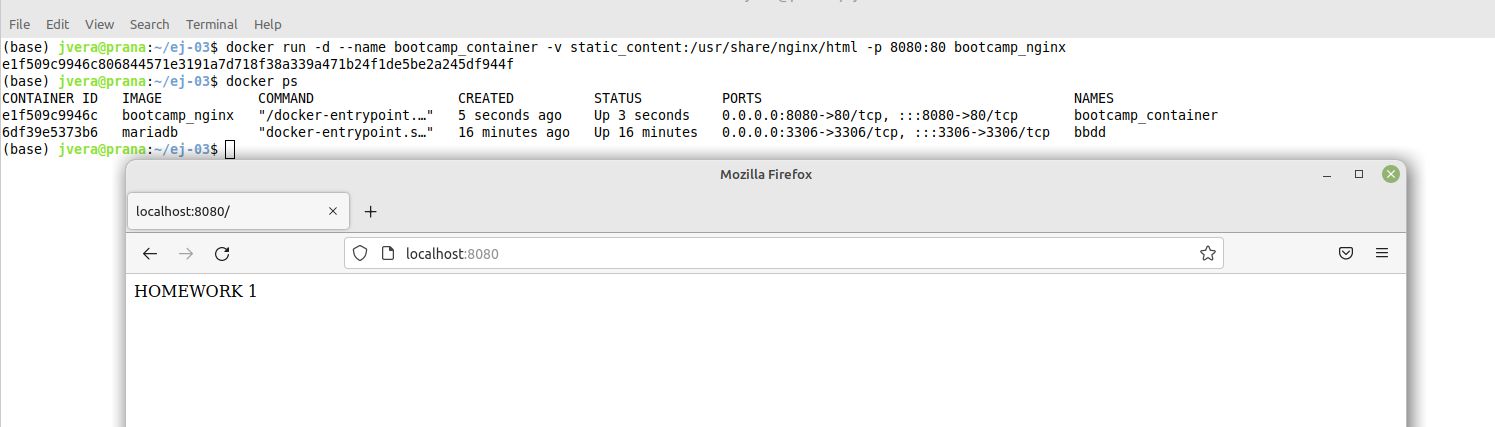 File Edit View Search Terminal Help
(base) jvera@prana:~/ej-03$ docker run -d --name bootcamp_container -v static_content:/usr/share/nginx/html -p 8080:80 bootcamp_nginx
e1f509c9946c806844571e3191a7d718f38a339a471b24f1de5be2a245df944f
(base) jvera@prana:~/ej-03$ docker ps
CONTAINER ID IMAGE COMMAND CREATED STATUS PORTS NAMES
e1f509c9946c bootcamp_nginx "/docker-entrypoint.…" 5 seconds ago Up 3 seconds 0.0.0.0:8080->80/tcp, :::8080->80/tcp bootcamp_container
6df39e5373b6 mariadb "docker-entrypoint.s…" 16 minutes ago Up 16 minutes 0.0.0.0:3306->3306/tcp, :::3306->3306/tcp bbdd
(base) jvera@prana:~/ej-03$
Mozilla Firefox
localhost:8080/
localhost:8080
HOMEWORK 1